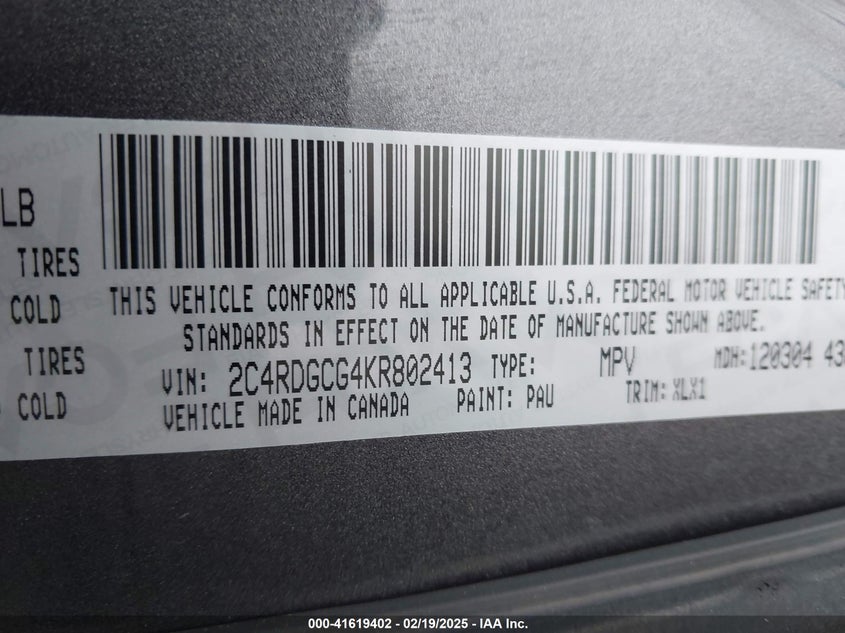 LB
TIRES
COLD
TIRES
COLD
THIS VEHICLE CONFORMS TO ALL APPLICABLE U.S.A. FEDERAL MOTOR VEHICLE SAFETY
STANDARDS IN EFFECT ON THE DATE OF MANUFACTURE SHOWN ABOVE.
VIN: 2C4RDGCG4KR802413 TYPE: MPV MDH:120304 43
VEHICLE MADE IN CANADA PAINT: PAU TRIM: XLX1
000-41619402 - 02/19/2025 - IAA Inc.